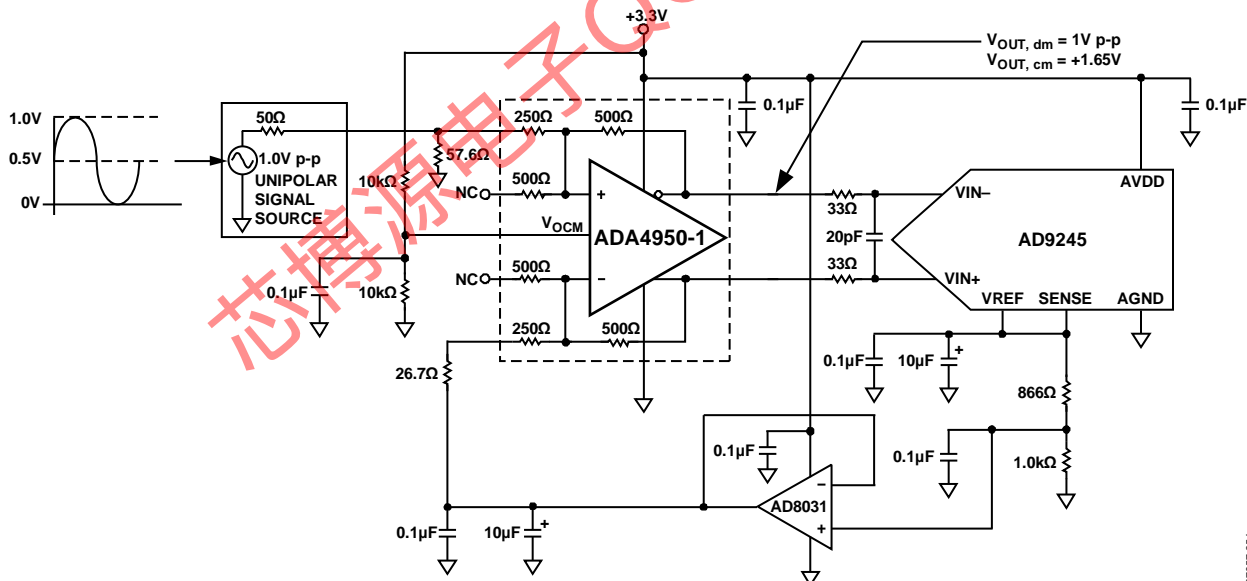 +3.3V
VOUT, dm = 1V p-p
VOUT, cm = +1.65V
0.1µF
0.1µF
1.0V
0.5V
0V
50Ω
1.0V p-p
UNIPOLAR
SIGNAL
SOURCE
57.6Ω
10kΩ
250Ω
500Ω
NC
500Ω
+
VOCM
ADA4950-1
NC
500Ω
−
250Ω
500Ω
0.1µF
10kΩ
26.7Ω
33Ω
20pF
33Ω
VIN−
VIN+
AVDD
AD9245
VREF
SENSE
AGND
0.1µF
10µF
+
866Ω
0.1µF
1.0kΩ
0.1µF
−
AD8031
+
0.1µF
10µF
+
芯博源电子